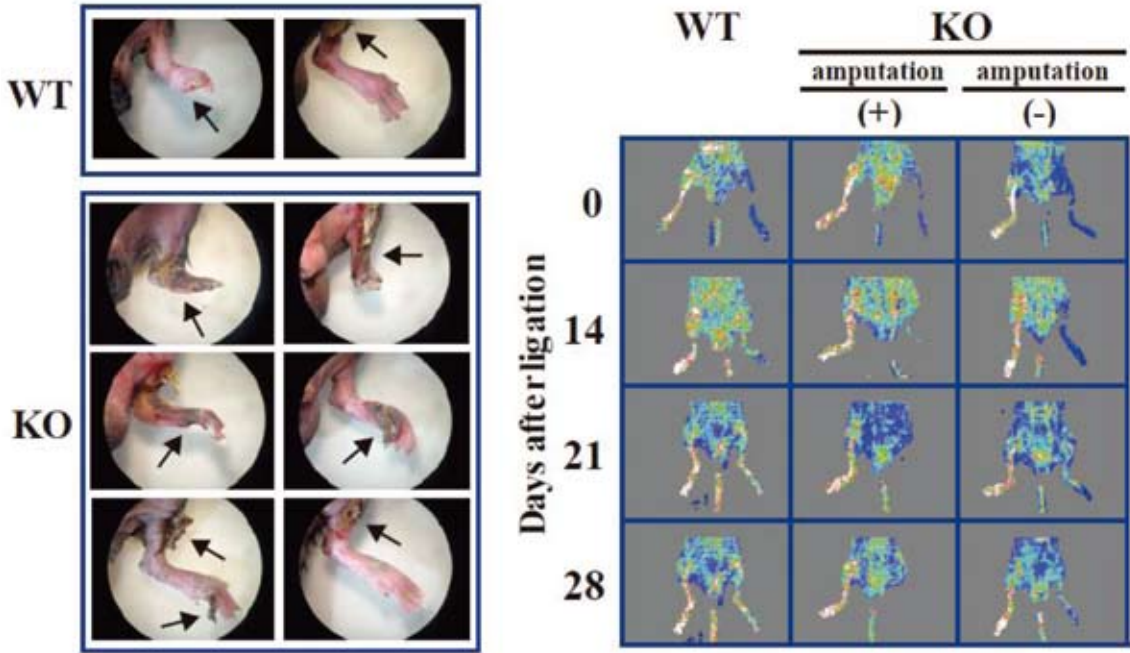 WT
KO
WT KO
amputation amputation
(+) (-)
Days after ligation
0
14
21
28